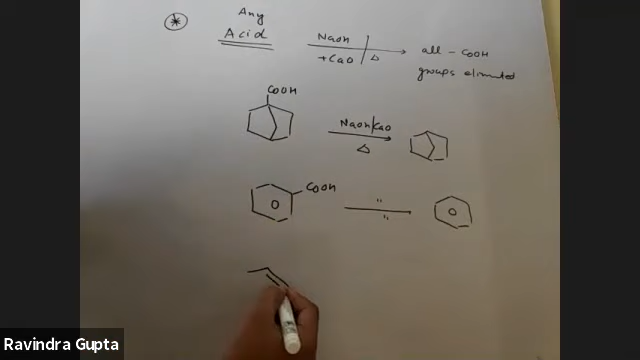 Any
Acid NaOH all - COOH
+CaO Δ groups eliminated
COOH
NaOH/CaO
Δ
COOH
"
"
Ravindra Gupta